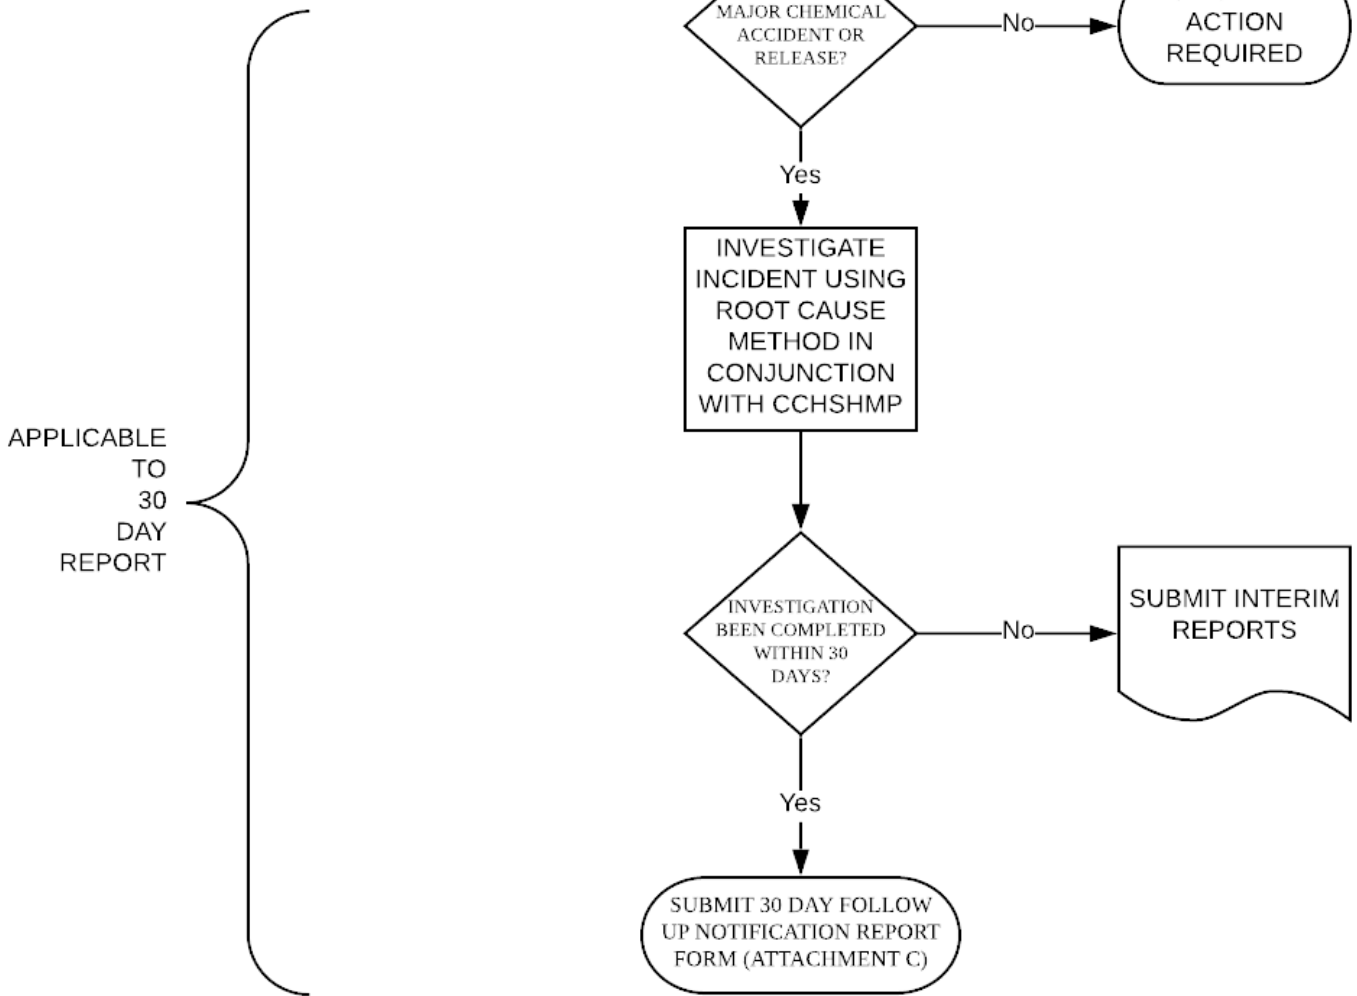 MAJOR CHEMICAL
ACCIDENT OR
RELEASE?
No
ACTION
REQUIRED
Yes
INVESTIGATE
INCIDENT USING
ROOT CAUSE
METHOD IN
CONJUNCTION
WITH CCHSHMP
APPLICABLE
TO
30
DAY
REPORT
INVESTIGATION
BEEN COMPLETED
WITHIN 30
DAYS?
No
SUBMIT INTERIM
REPORTS
Yes
SUBMIT 30 DAY FOLLOW
UP NOTIFICATION REPORT
FORM (ATTACHMENT C)